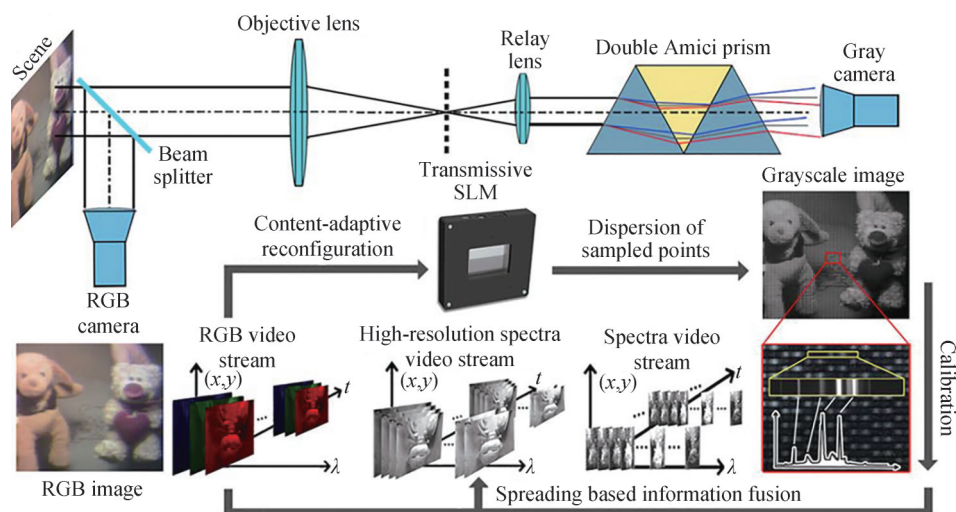 Scene
Objective lens
Relay
lens
Double Amici prism
Gray
camera
Beam
splitter
Transmissive
SLM
Grayscale image
Content-adaptive
reconfiguration
Dispersion of
sampled points
RGB
camera
RGB video
stream
High-resolution spectra
video stream
Spectra video
stream
Calibration
(x,y)
t
...
...
λ
(x,y)
t
...
...
λ
(x,y)
t
...
...
...
...
λ
RGB image
Spreading based information fusion